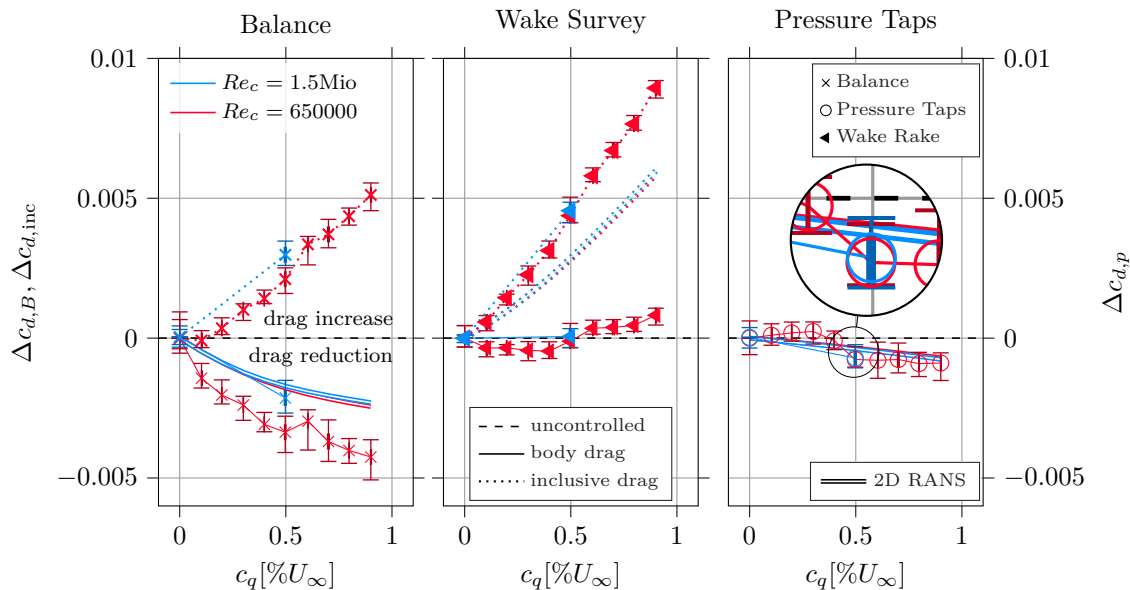 Balance
Wake Survey
Pressure Taps
0.01
0.005
0
−0.005
Δc_{d,B}, Δc_{d,inc}
Re_c = 1.5Mio
Re_c = 650000
drag increase
drag reduction
0
0.5
1
c_q[%U_∞]
uncontrolled
body drag
inclusive drag
0
0.5
1
c_q[%U_∞]
Balance
Pressure Taps
Wake Rake
2D RANS
0
0.5
1
c_q[%U_∞]
0.01
0.005
0
−0.005
Δc_{d,p}